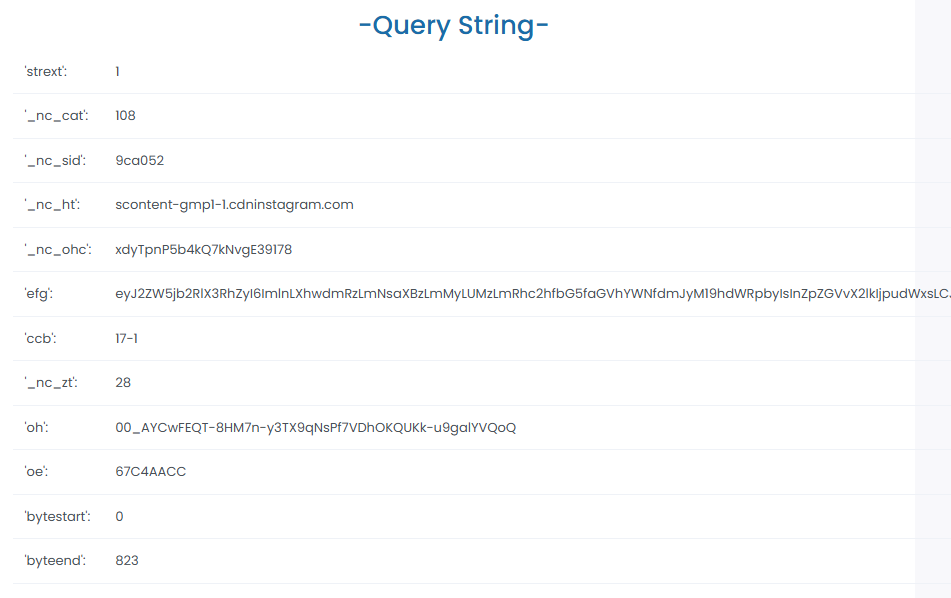 -Query String-
'strext': 1
'_nc_cat': 108
'_nc_sid': 9ca052
'_nc_ht': scontent-gmp1-1.cdninstagram.com
'_nc_ohc': xdyTpnP5b4kQ7kNvgE39178
'efg': eyJ2ZW5jb2RlX3RhZyI6ImlnLXhwdmRzLmNsaXBzLmMyLUMzLmRhc2hfbG5faGVhYWNfdmJyM19hdWRpbyIsInZpZGVvX2lkIjpudWxsLC
'ccb': 17-1
'_nc_zt': 28
'oh': 00_AYCwFEQT-8HM7n-y3TX9qNsPf7VDhOKQUKk-u9galYVQoQ
'oe': 67C4AACC
'bytestart': 0
'byteend': 823